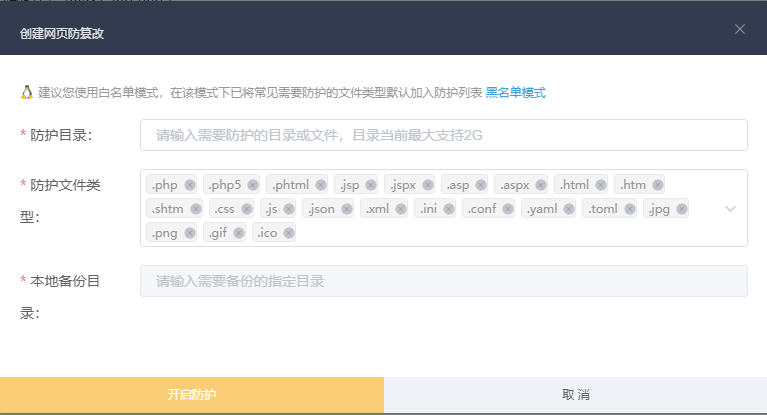 创建网页防篡改
建议您使用白名单模式，在该模式下已将常见需要防护的文件类型默认加入防护列表 黑名单模式
* 防护目录：
请输入需要防护的目录或文件，目录当前最大支持2G
* 防护文件类型：
.php .php5 .phtml .jsp .jspx .asp .aspx .html .htm
.shtm .css .js .json .xml .ini .conf .yaml .toml .jpg
.png .gif .ico
* 本地备份目录：
请输入需要备份的指定目录
开启防护 取 消